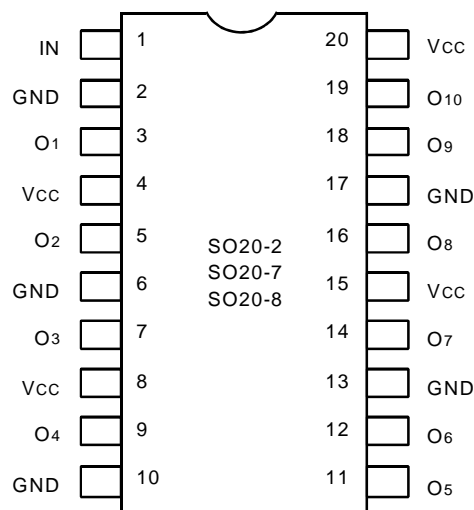 IN 1 20 VCC
GND 2 19 O10
O1 3 18 O9
VCC 4 17 GND
O2 5 16 O8
SO20-2
GND 6 SO20-7 15 VCC
SO20-8
O3 7 14 O7
VCC 8 13 GND
O4 9 12 O6
GND 10 11 O5